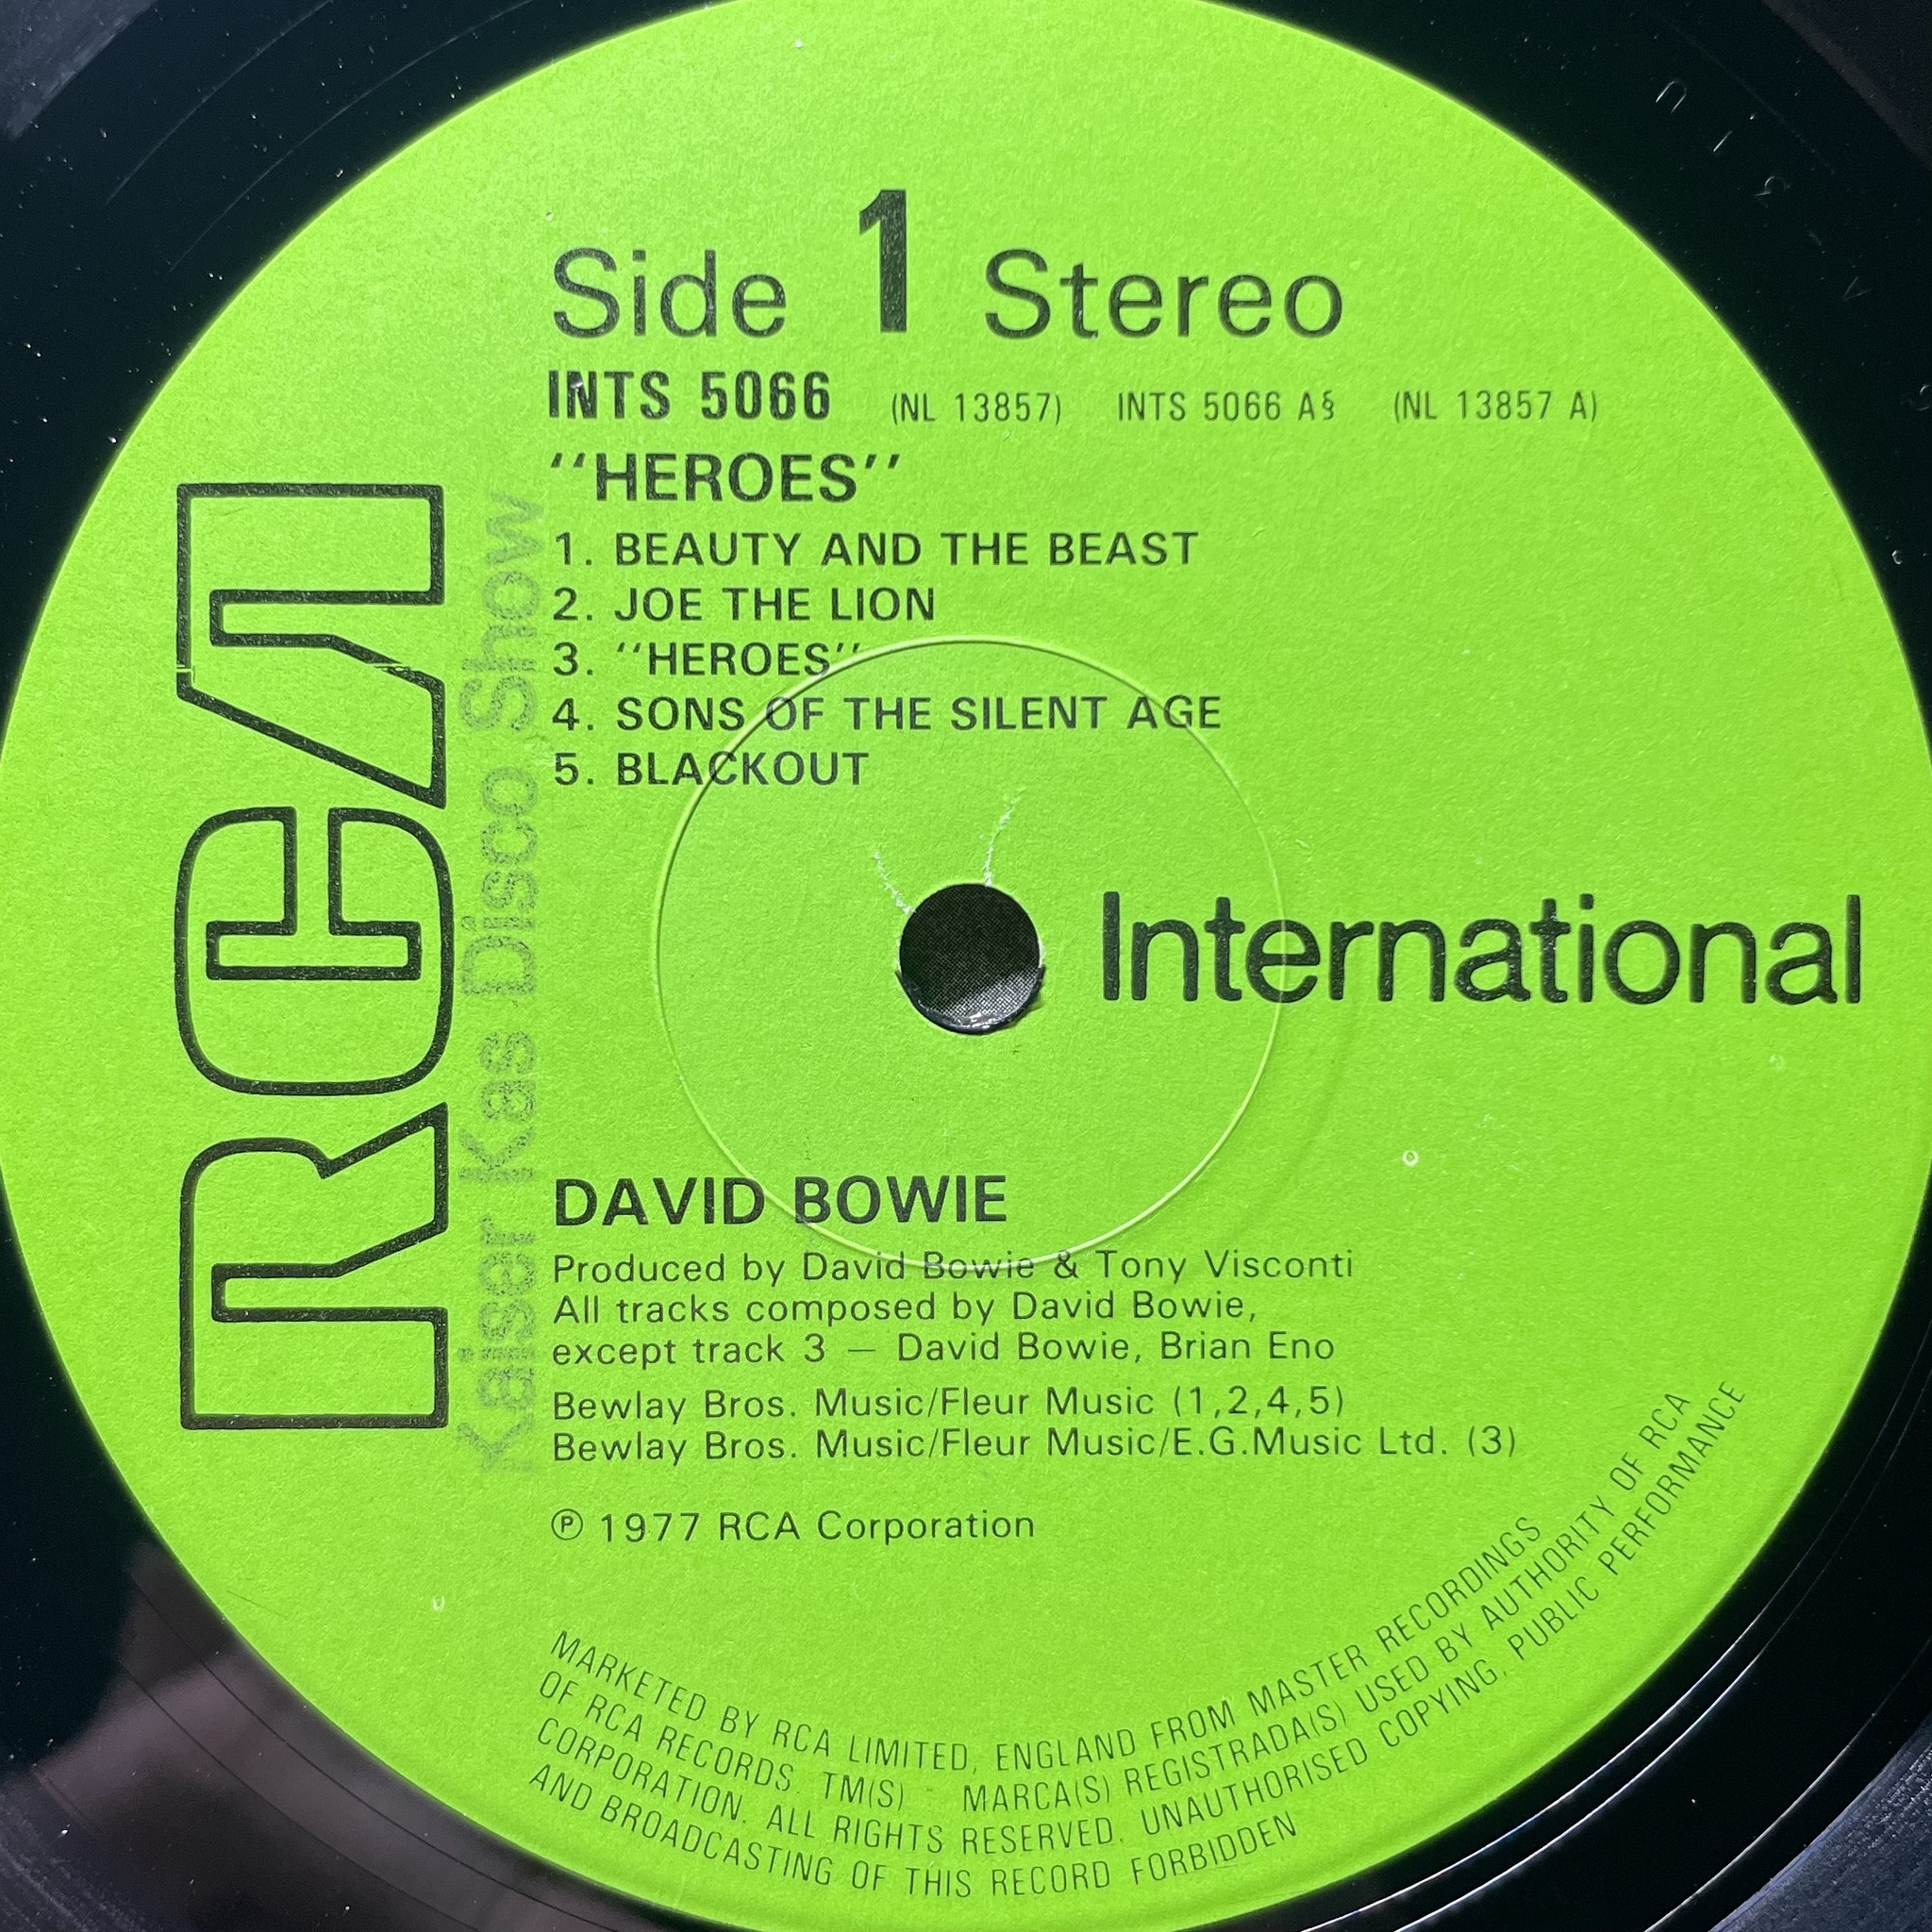 Side 1 Stereo
INTS 5066 (NL 13857) INTS 5066 A§ (NL 13857 A)
''HEROES''
1. BEAUTY AND THE BEAST
2. JOE THE LION
3. ''HEROES''
4. SONS OF THE SILENT AGE
5. BLACKOUT
RCA
Kaiser Kas Disco Show
International
DAVID BOWIE
Produced by David Bowie & Tony Visconti
All tracks composed by David Bowie,
except track 3 — David Bowie, Brian Eno
Bewlay Bros. Music/Fleur Music (1,2,4,5)
Bewlay Bros. Music/Fleur Music/E.G.Music Ltd. (3)
℗ 1977 RCA Corporation
MARKETED BY RCA LIMITED, ENGLAND FROM MASTER RECORDINGS
OF RCA RECORDS. TM(S) - MARCA(S) REGISTRADA(S) USED BY AUTHORITY OF RCA
CORPORATION. ALL RIGHTS RESERVED. UNAUTHORISED COPYING, PUBLIC PERFORMANCE
AND BROADCASTING OF THIS RECORD FORBIDDEN